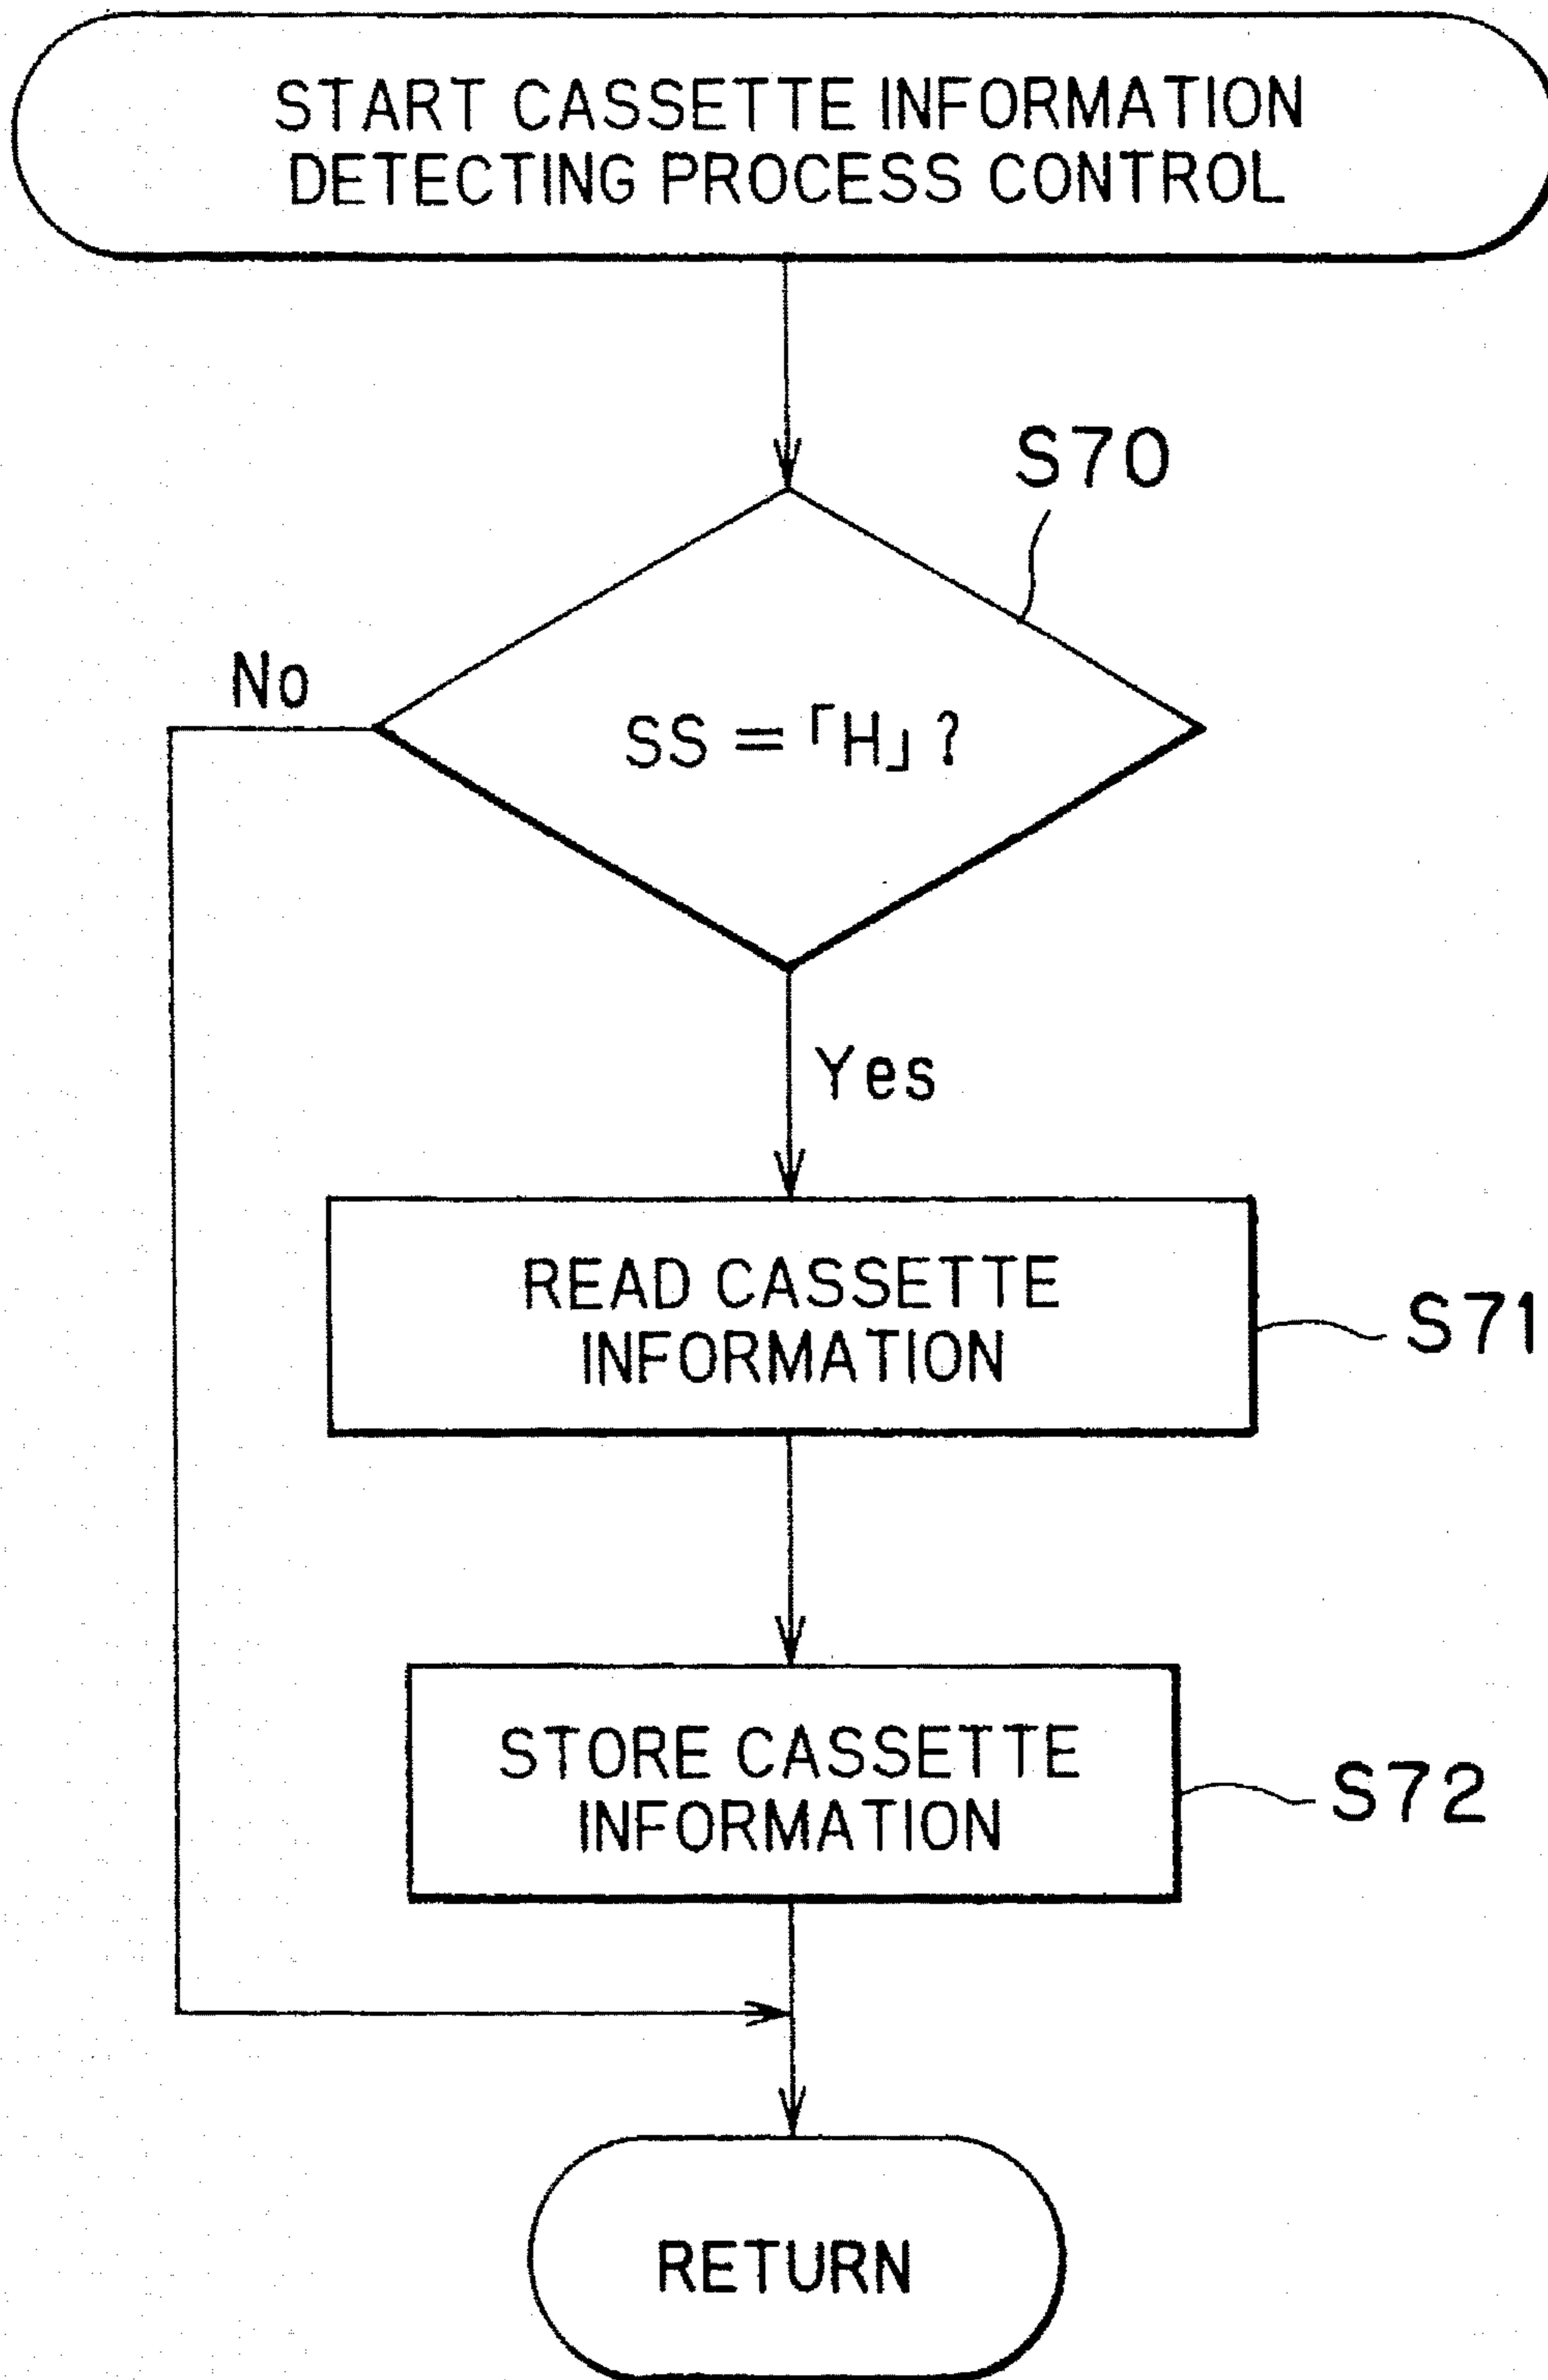 START CASSETTE INFORMATION
DETECTING PROCESS CONTROL
S70
No
SS = ｢H｣ ?
Yes
READ CASSETTE
INFORMATION
S71
STORE CASSETTE
INFORMATION
S72
RETURN